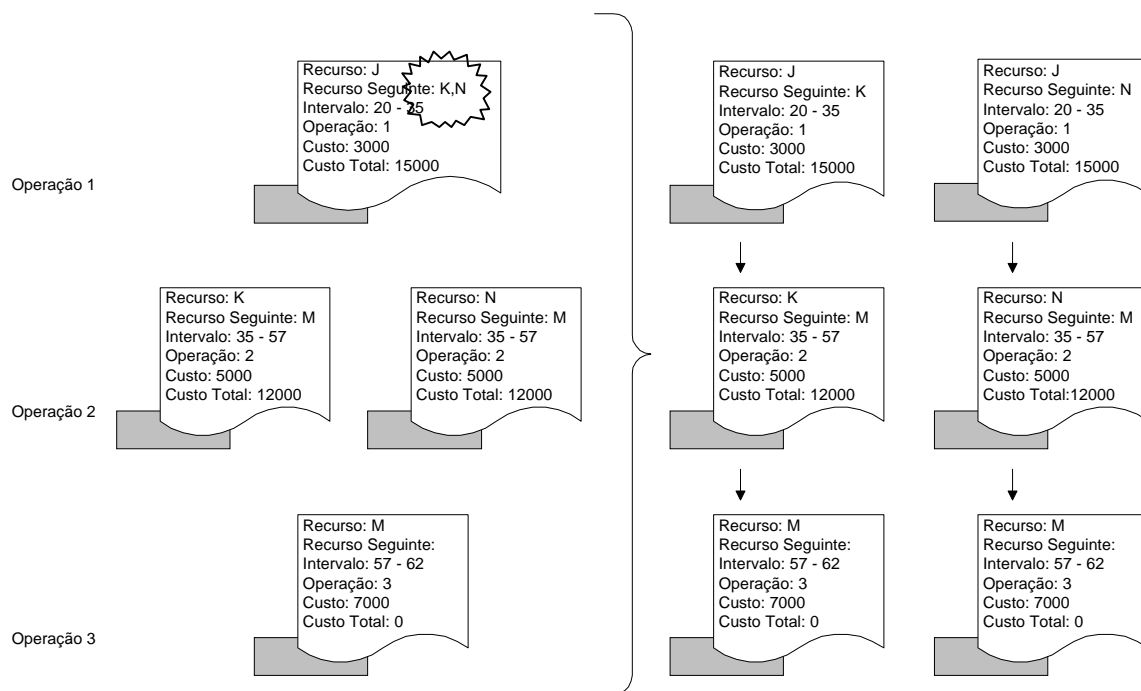 Recurso: J
Recurso Seguinte: K,N
Intervalo: 20 - 35
Operação: 1
Custo: 3000
Custo Total: 15000
Recurso: J
Recurso Seguinte: K
Intervalo: 20 - 35
Operação: 1
Custo: 3000
Custo Total: 15000
Recurso: J
Recurso Seguinte: N
Intervalo: 20 - 35
Operação: 1
Custo: 3000
Custo Total: 15000
Operação 1
Recurso: K
Recurso Seguinte: M
Intervalo: 35 - 57
Operação: 2
Custo: 5000
Custo Total: 12000
Recurso: N
Recurso Seguinte: M
Intervalo: 35 - 57
Operação: 2
Custo: 5000
Custo Total: 12000
Recurso: K
Recurso Seguinte: M
Intervalo: 35 - 57
Operação: 2
Custo: 5000
Custo Total: 12000
Recurso: N
Recurso Seguinte: M
Intervalo: 35 - 57
Operação: 2
Custo: 5000
Custo Total:12000
Operação 2
Recurso: M
Recurso Seguinte:
Intervalo: 57 - 62
Operação: 3
Custo: 7000
Custo Total: 0
Recurso: M
Recurso Seguinte:
Intervalo: 57 - 62
Operação: 3
Custo: 7000
Custo Total: 0
Recurso: M
Recurso Seguinte:
Intervalo: 57 - 62
Operação: 3
Custo: 7000
Custo Total: 0
Operação 3